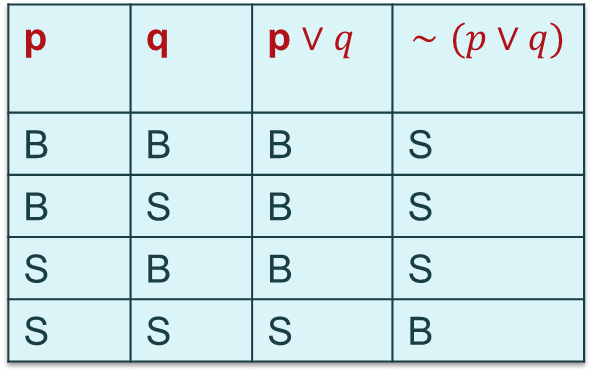 p q p ∨ q ~ (p ∨ q)
B B B S
B S B S
S B B S
S S S B